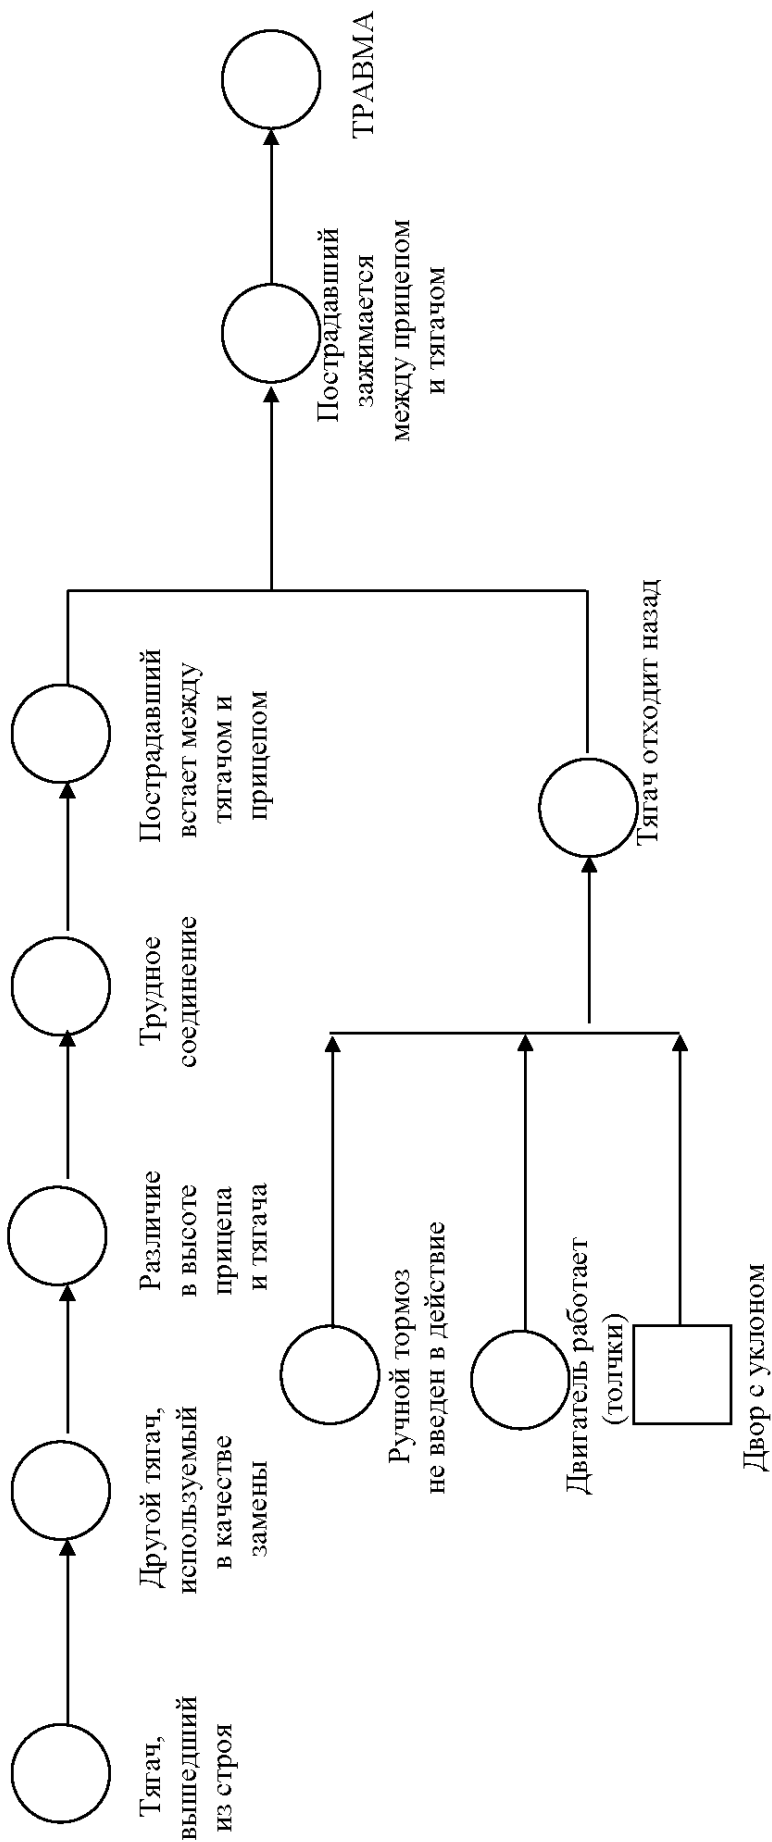 Тягач,
вышедший
из строя
Другой тягач,
используемый
в качестве
замены
Различие
в высоте
прицепа
и тягача
Трудное
соединение
Пострадавший
встает между
тягачом и
прицепом
Ручной тормоз
не введен в действие
Двигатель работает
(толчки)
Двор с уклоном
Тягач отходит назад
Пострадавший
зажимается
между прицепом
и тягачом
ТРАВМА